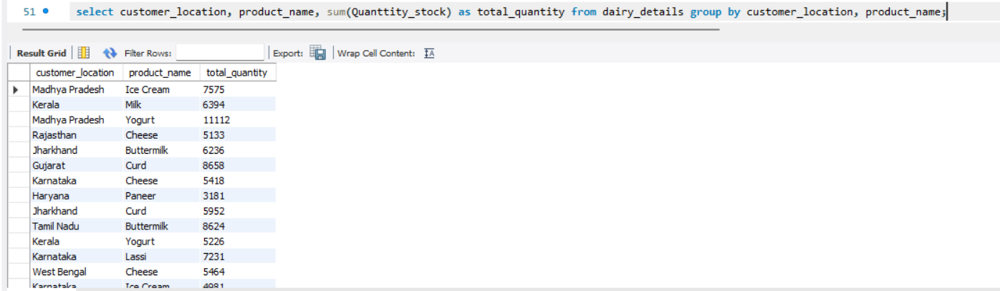 51 select customer_location, product_name, sum(Quanttity_stock) as total_quantity from dairy_details group by customer_location, product_name;
Result Grid Filter Rows: Export: Wrap Cell Content: IA
customer_location product_name total_quantity
Madhya Pradesh Ice Cream 7575
Kerala Milk 6394
Madhya Pradesh Yogurt 11112
Rajasthan Cheese 5133
Jharkhand Buttermilk 6236
Gujarat Curd 8658
Karnataka Cheese 5418
Haryana Paneer 3181
Jharkhand Curd 5952
Tamil Nadu Buttermilk 8624
Kerala Yogurt 5226
Karnataka Lassi 7231
West Bengal Cheese 5464
Karnataka Ice Cream 4981